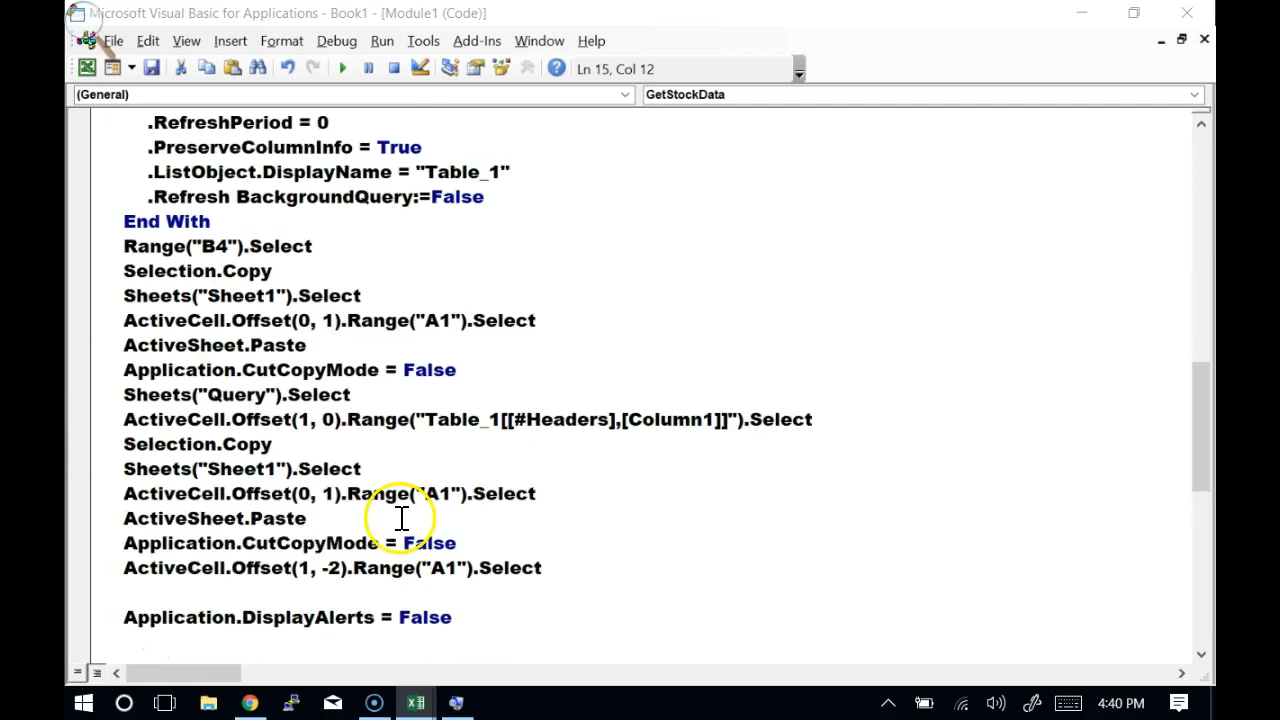 Microsoft Visual Basic for Applications - Book1 - [Module1 (Code)]
File Edit View Insert Format Debug Run Tools Add-Ins Window Help
Ln 15, Col 12
(General) GetStockData
.RefreshPeriod = 0
.PreserveColumnInfo = True
.ListObject.DisplayName = "Table_1"
.Refresh BackgroundQuery:=False
End With
Range("B4").Select
Selection.Copy
Sheets("Sheet1").Select
ActiveCell.Offset(0, 1).Range("A1").Select
ActiveSheet.Paste
Application.CutCopyMode = False
Sheets("Query").Select
ActiveCell.Offset(1, 0).Range("Table_1[[#Headers],[Column1]]").Select
Selection.Copy
Sheets("Sheet1").Select
ActiveCell.Offset(0, 1).Range("A1").Select
ActiveSheet.Paste
Application.CutCopyMode = False
ActiveCell.Offset(1, -2).Range("A1").Select
Application.DisplayAlerts = False
4:40 PM